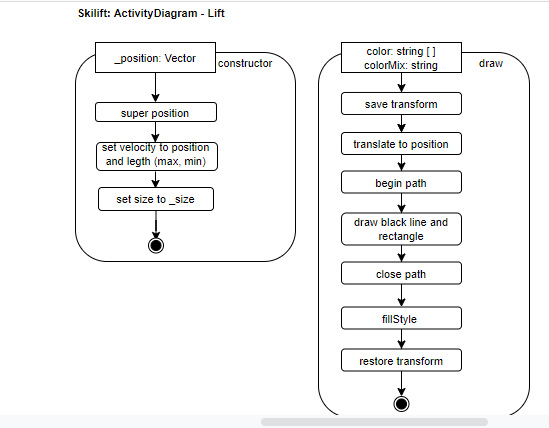 Skilift: ActivityDiagram - Lift
_position: Vector
constructor
super position
set velocity to position
and legth (max, min)
set size to _size
color: string [ ]
colorMix: string
draw
save transform
translate to position
begin path
draw black line and
rectangle
close path
fillStyle
restore transform